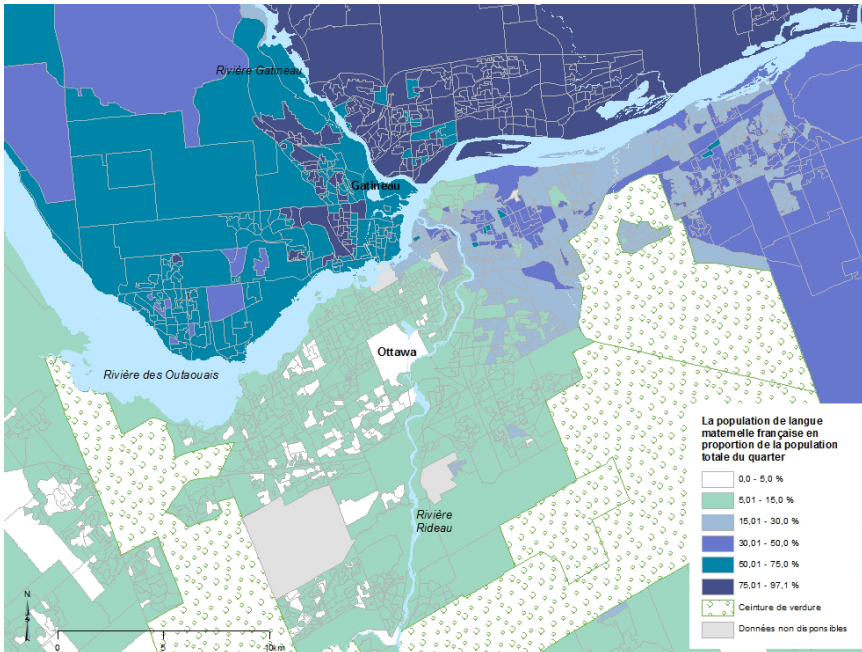 Rivière Gatineau
Gatineau
Ottawa
Rivière des Outaouais
Rivière
Rideau
La population de langue
maternelle française en
proportion de la population
totale du quarter
0,0 - 5,0 %
5,01 - 15,0 %
15,01 - 30,0 %
30,01 - 50,0 %
50,01 - 75,0 %
75,01 - 97,1 %
Ceinture de verdure
Données non disponibles
N
0 5 10km